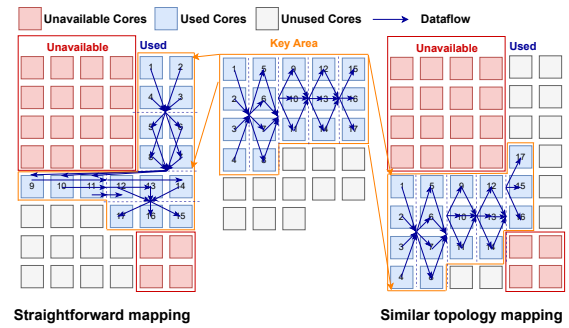 Unavailable Cores Used Cores Unused Cores Dataflow
Unavailable Used Key Area Unavailable Used
1 2
4 3
5 6
8
9 10 11 12 13 14
17 16 15
1 5 9 12 15
2 6 10 13 16
3 7 11 14 17
4 8
17
1 5 9 12 15
2 6 10 13 16
3 7 11 14
4 8
Straightforward mapping Similar topology mapping